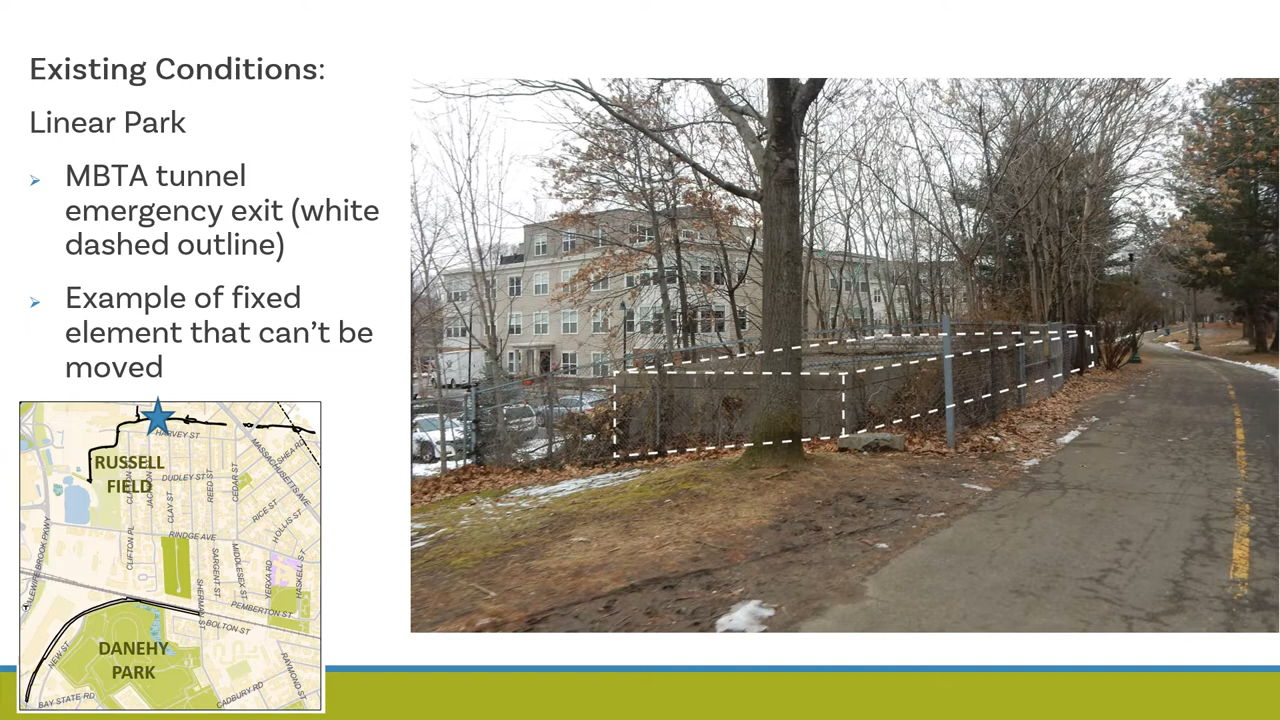 Existing Conditions:
Linear Park
MBTA tunnel
emergency exit (white
dashed outline)
Example of fixed
element that can't be
moved
HARVEY ST
MASSACHUSETTS AVE
SHEA RD
RUSSELL
FIELD
DUDLEY ST
CLAY ST
REED ST
CEDAR ST
RICE ST
HOLLIS ST
RINDGE AVE
CLIFTON PL
SARGENT ST
MIDDLESEX ST
YERXA RD
HASKELL ST
ALEWIFE BROOK PKWY
SHERMAN ST
PEMBERTON ST
BOLTON ST
NEW ST
DANEHY
PARK
RAYMOND ST
BAY STATE RD
CADBURY RD